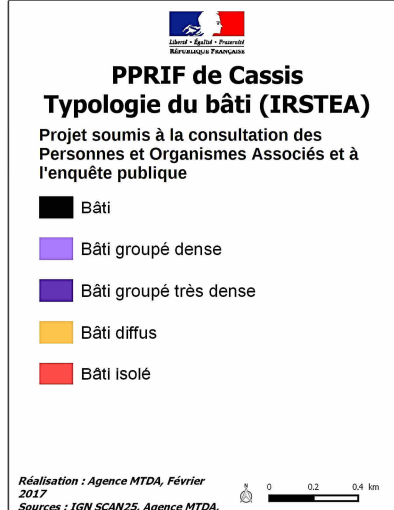 Liberté • Égalité • Fraternité
RÉPUBLIQUE FRANÇAISE
PPRIF de Cassis
Typologie du bâti (IRSTEA)
Projet soumis à la consultation des
Personnes et Organismes Associés et à
l'enquête publique
Bâti
Bâti groupé dense
Bâti groupé très dense
Bâti diffus
Bâti isolé
Réalisation : Agence MTDA, Février
2017
Sources : IGN SCAN25, Agence MTDA,
N
0 0.2 0.4 km